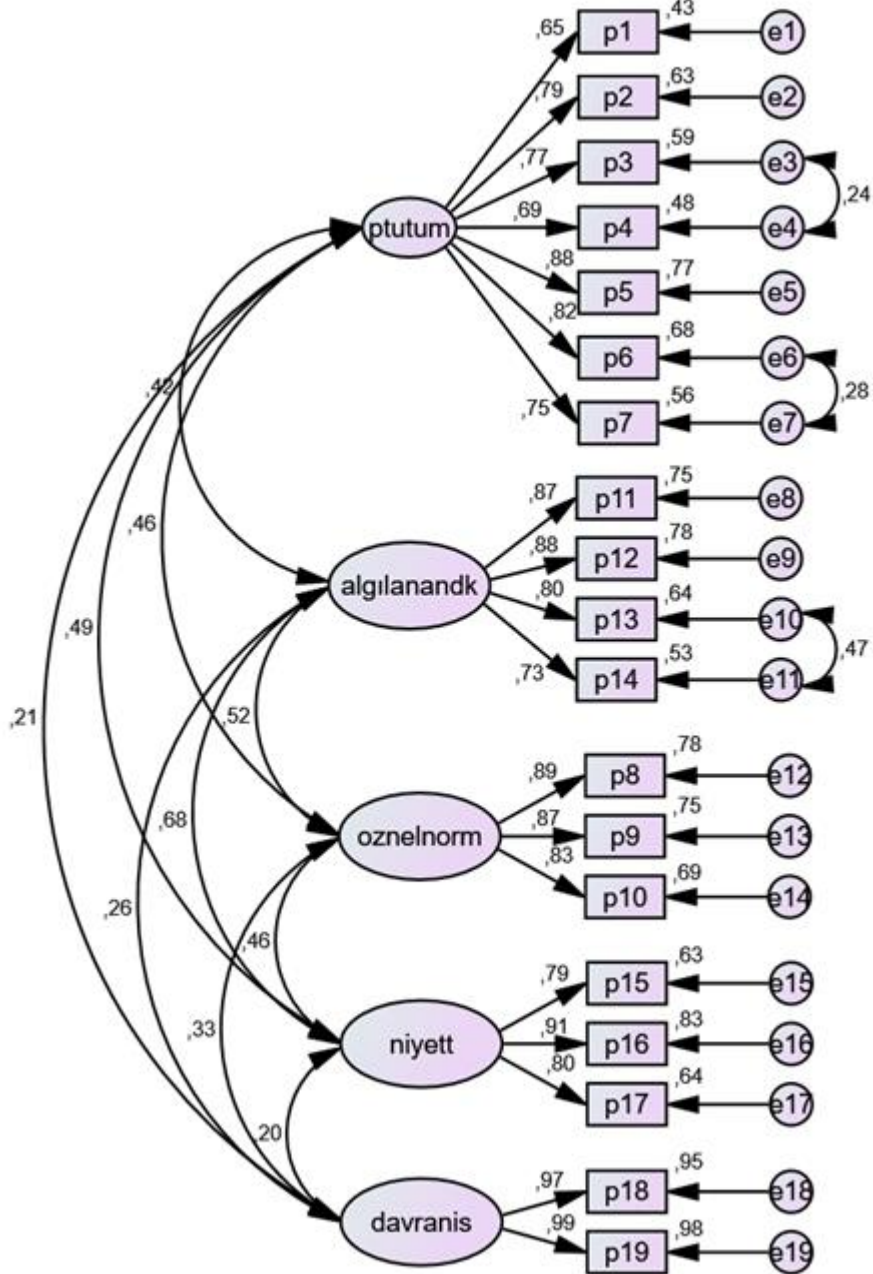 ,65 p1 ,43 e1
,79 p2 ,63 e2
,77 p3 ,59 e3
,24
ptutum ,69 p4 ,48 e4
,88 p5 ,77 e5
,82 p6 ,68 e6
,28
,75 p7 ,56 e7
,42
,87 p11 ,75 e8
,46
,88 p12 ,78 e9
algılanandk
,80 p13 ,64 e10
,49
,47
,73 p14 ,53 e11
,21
,52
,89 p8 ,78 e12
,68
oznelnorm ,87 p9 ,75 e13
,83 p10 ,69 e14
,26
,46
,79 p15 ,63 e15
,33
niyett ,91 p16 ,83 e16
,80 p17 ,64 e17
,20
,97 p18 ,95 e18
davranis
,99 p19 ,98 e19